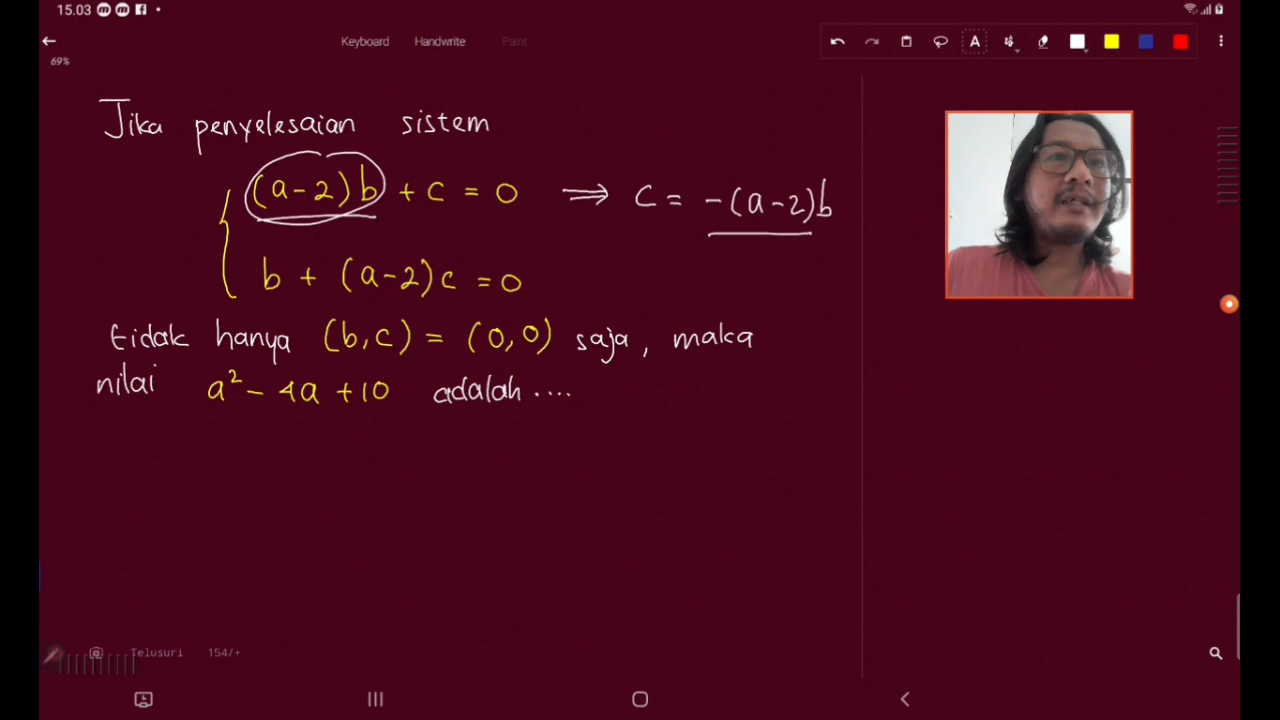 15.03
Keyboard Handwrite Paint
A
69%
Jika penyelesaian sistem
(a-2)b + c = 0 ⟹ c = -(a-2)b
b + (a-2)c = 0
tidak hanya (b,c) = (0,0) saja, maka
nilai a² - 4a + 10 adalah ....
Telusuri 154/+